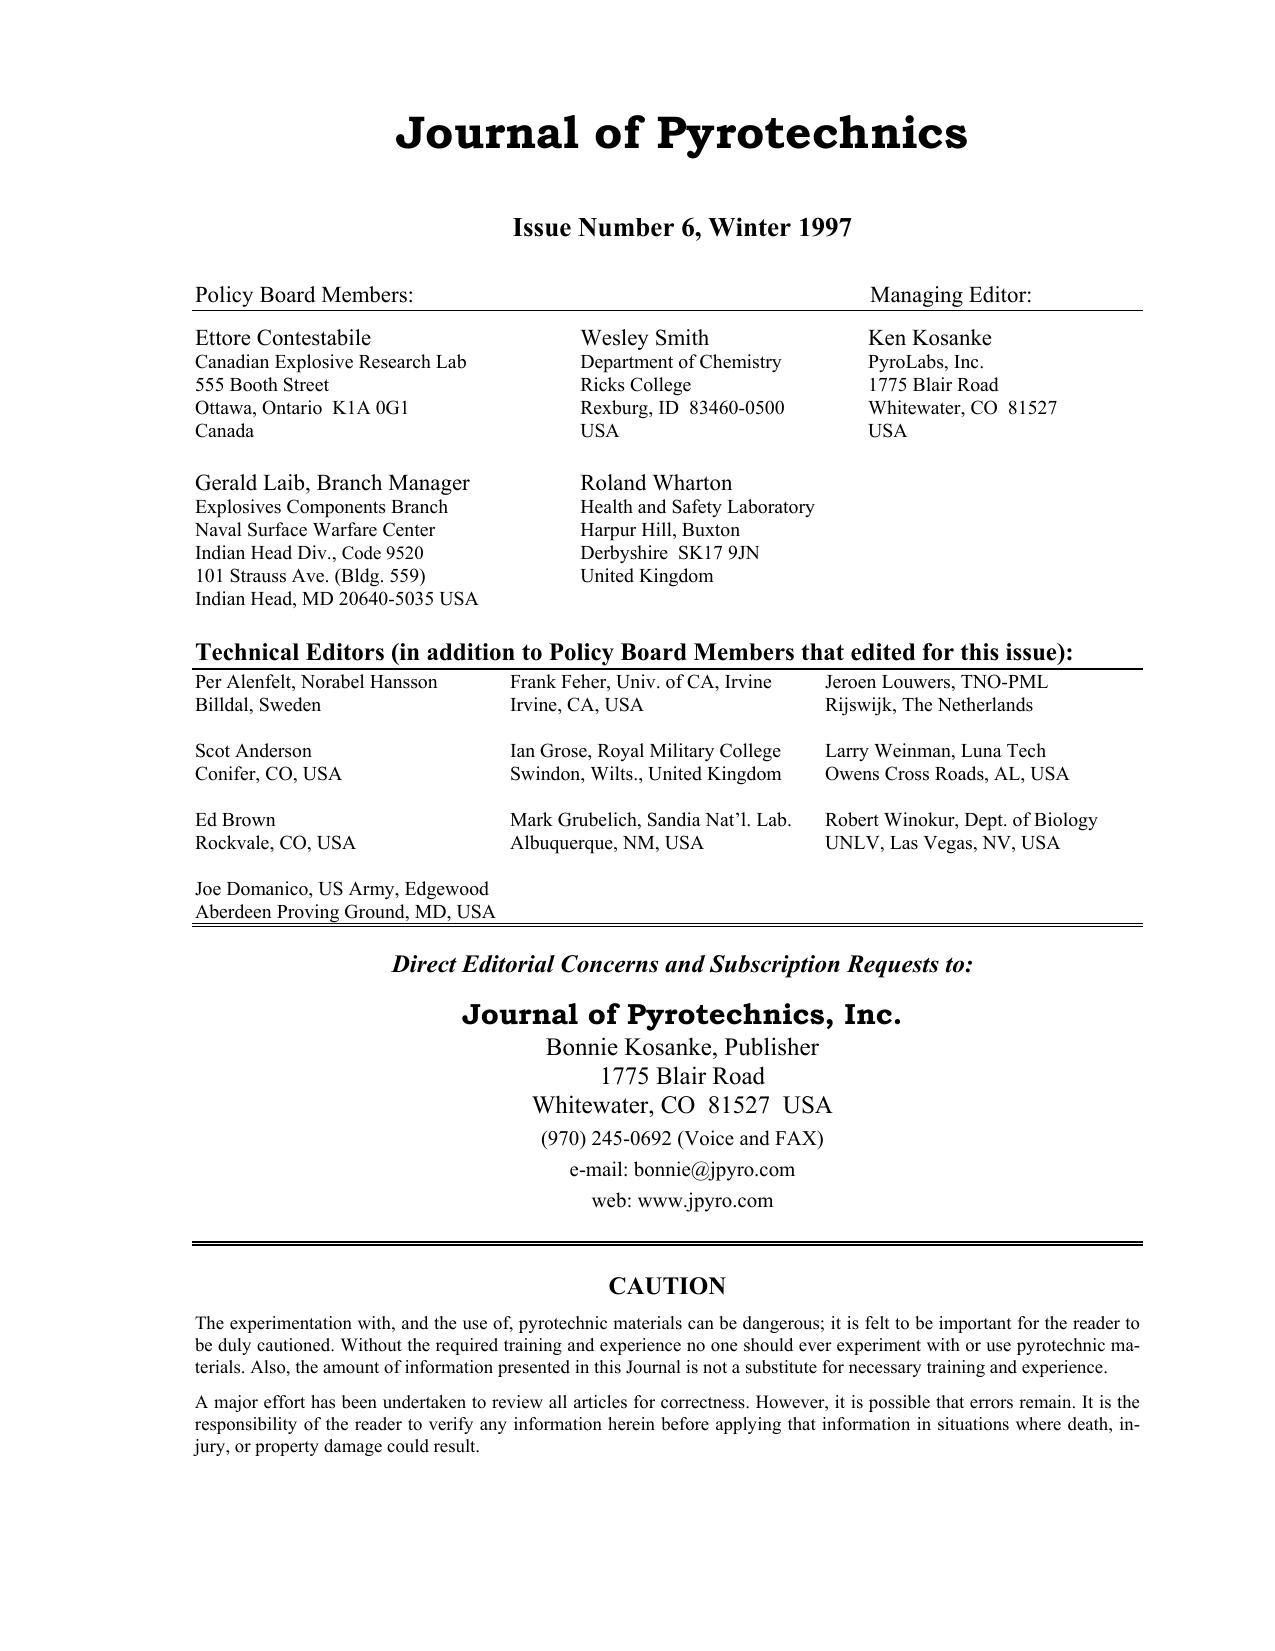 Journal of Pyrotechnics
Issue Number 6, Winter 1997
Policy Board Members:
Managing Editor:
Ettore Contestabile
Canadian Explosive Research Lab
555 Booth Street
Ottawa, Ontario  K1A 0G1
Canada
Wesley Smith
Department of Chemistry
Ricks College
Rexburg, ID  83460-0500
USA
Ken Kosanke
PyroLabs, Inc.
1775 Blair Road
Whitewater, CO  81527
USA
Gerald Laib, Branch Manager
Explosives Components Branch
Naval Surface Warfare Center
Indian Head Div., Code 9520
101 Strauss Ave. (Bldg. 559)
Indian Head, MD 20640-5035 USA
Roland Wharton
Health and Safety Laboratory
Harpur Hill, Buxton
Derbyshire  SK17 9JN
United Kingdom
Technical Editors (in addition to Policy Board Members that edited for this issue):
Per Alenfelt, Norabel Hansson
Billdal, Sweden
Frank Feher, Univ. of CA, Irvine
Irvine, CA, USA
Jeroen Louwers, TNO-PML
Rijswijk, The Netherlands
Scot Anderson
Conifer, CO, USA
Ian Grose, Royal Military College
Swindon, Wilts., United Kingdom
Larry Weinman, Luna Tech
Owens Cross Roads, AL, USA
Ed Brown
Rockvale, CO, USA
Mark Grubelich, Sandia Nat’l. Lab.
Albuquerque, NM, USA
Robert Winokur, Dept. of Biology
UNLV, Las Vegas, NV, USA
Joe Domanico, US Army, Edgewood
Aberdeen Proving Ground, MD, USA
Direct Editorial Concerns and Subscription Requests to:
Journal of Pyrotechnics, Inc.
Bonnie Kosanke, Publisher
1775 Blair Road
Whitewater, CO  81527  USA
(970) 245-0692 (Voice and FAX)
e-mail: bonnie@jpyro.com
web: www.jpyro.com
CAUTION
The experimentation with, and the use of, pyrotechnic materials can be dangerous; it is felt to be important for the reader to
be duly cautioned. Without the required training and experience no one should ever experiment with or use pyrotechnic ma-
terials. Also, the amount of information presented in this Journal is not a substitute for necessary training and experience.
A major effort has been undertaken to review all articles for correctness. However, it is possible that errors remain. It is the
responsibility of the reader to verify any information herein before applying that information in situations where death, in-
jury, or property damage could result.